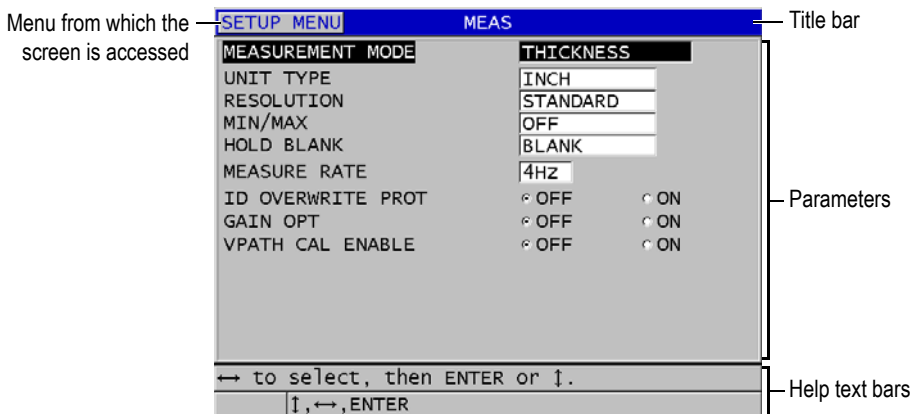 Menu from which the
screen is accessed
SETUP MENU MEAS
Title bar
MEASUREMENT MODE THICKNESS
UNIT TYPE INCH
RESOLUTION STANDARD
MIN/MAX OFF
HOLD BLANK BLANK
MEASURE RATE 4Hz
ID OVERWRITE PROT OFF ON
GAIN OPT OFF ON
VPATH CAL ENABLE OFF ON
Parameters
↔ to select, then ENTER or ↕.
↕,↔,ENTER
Help text bars